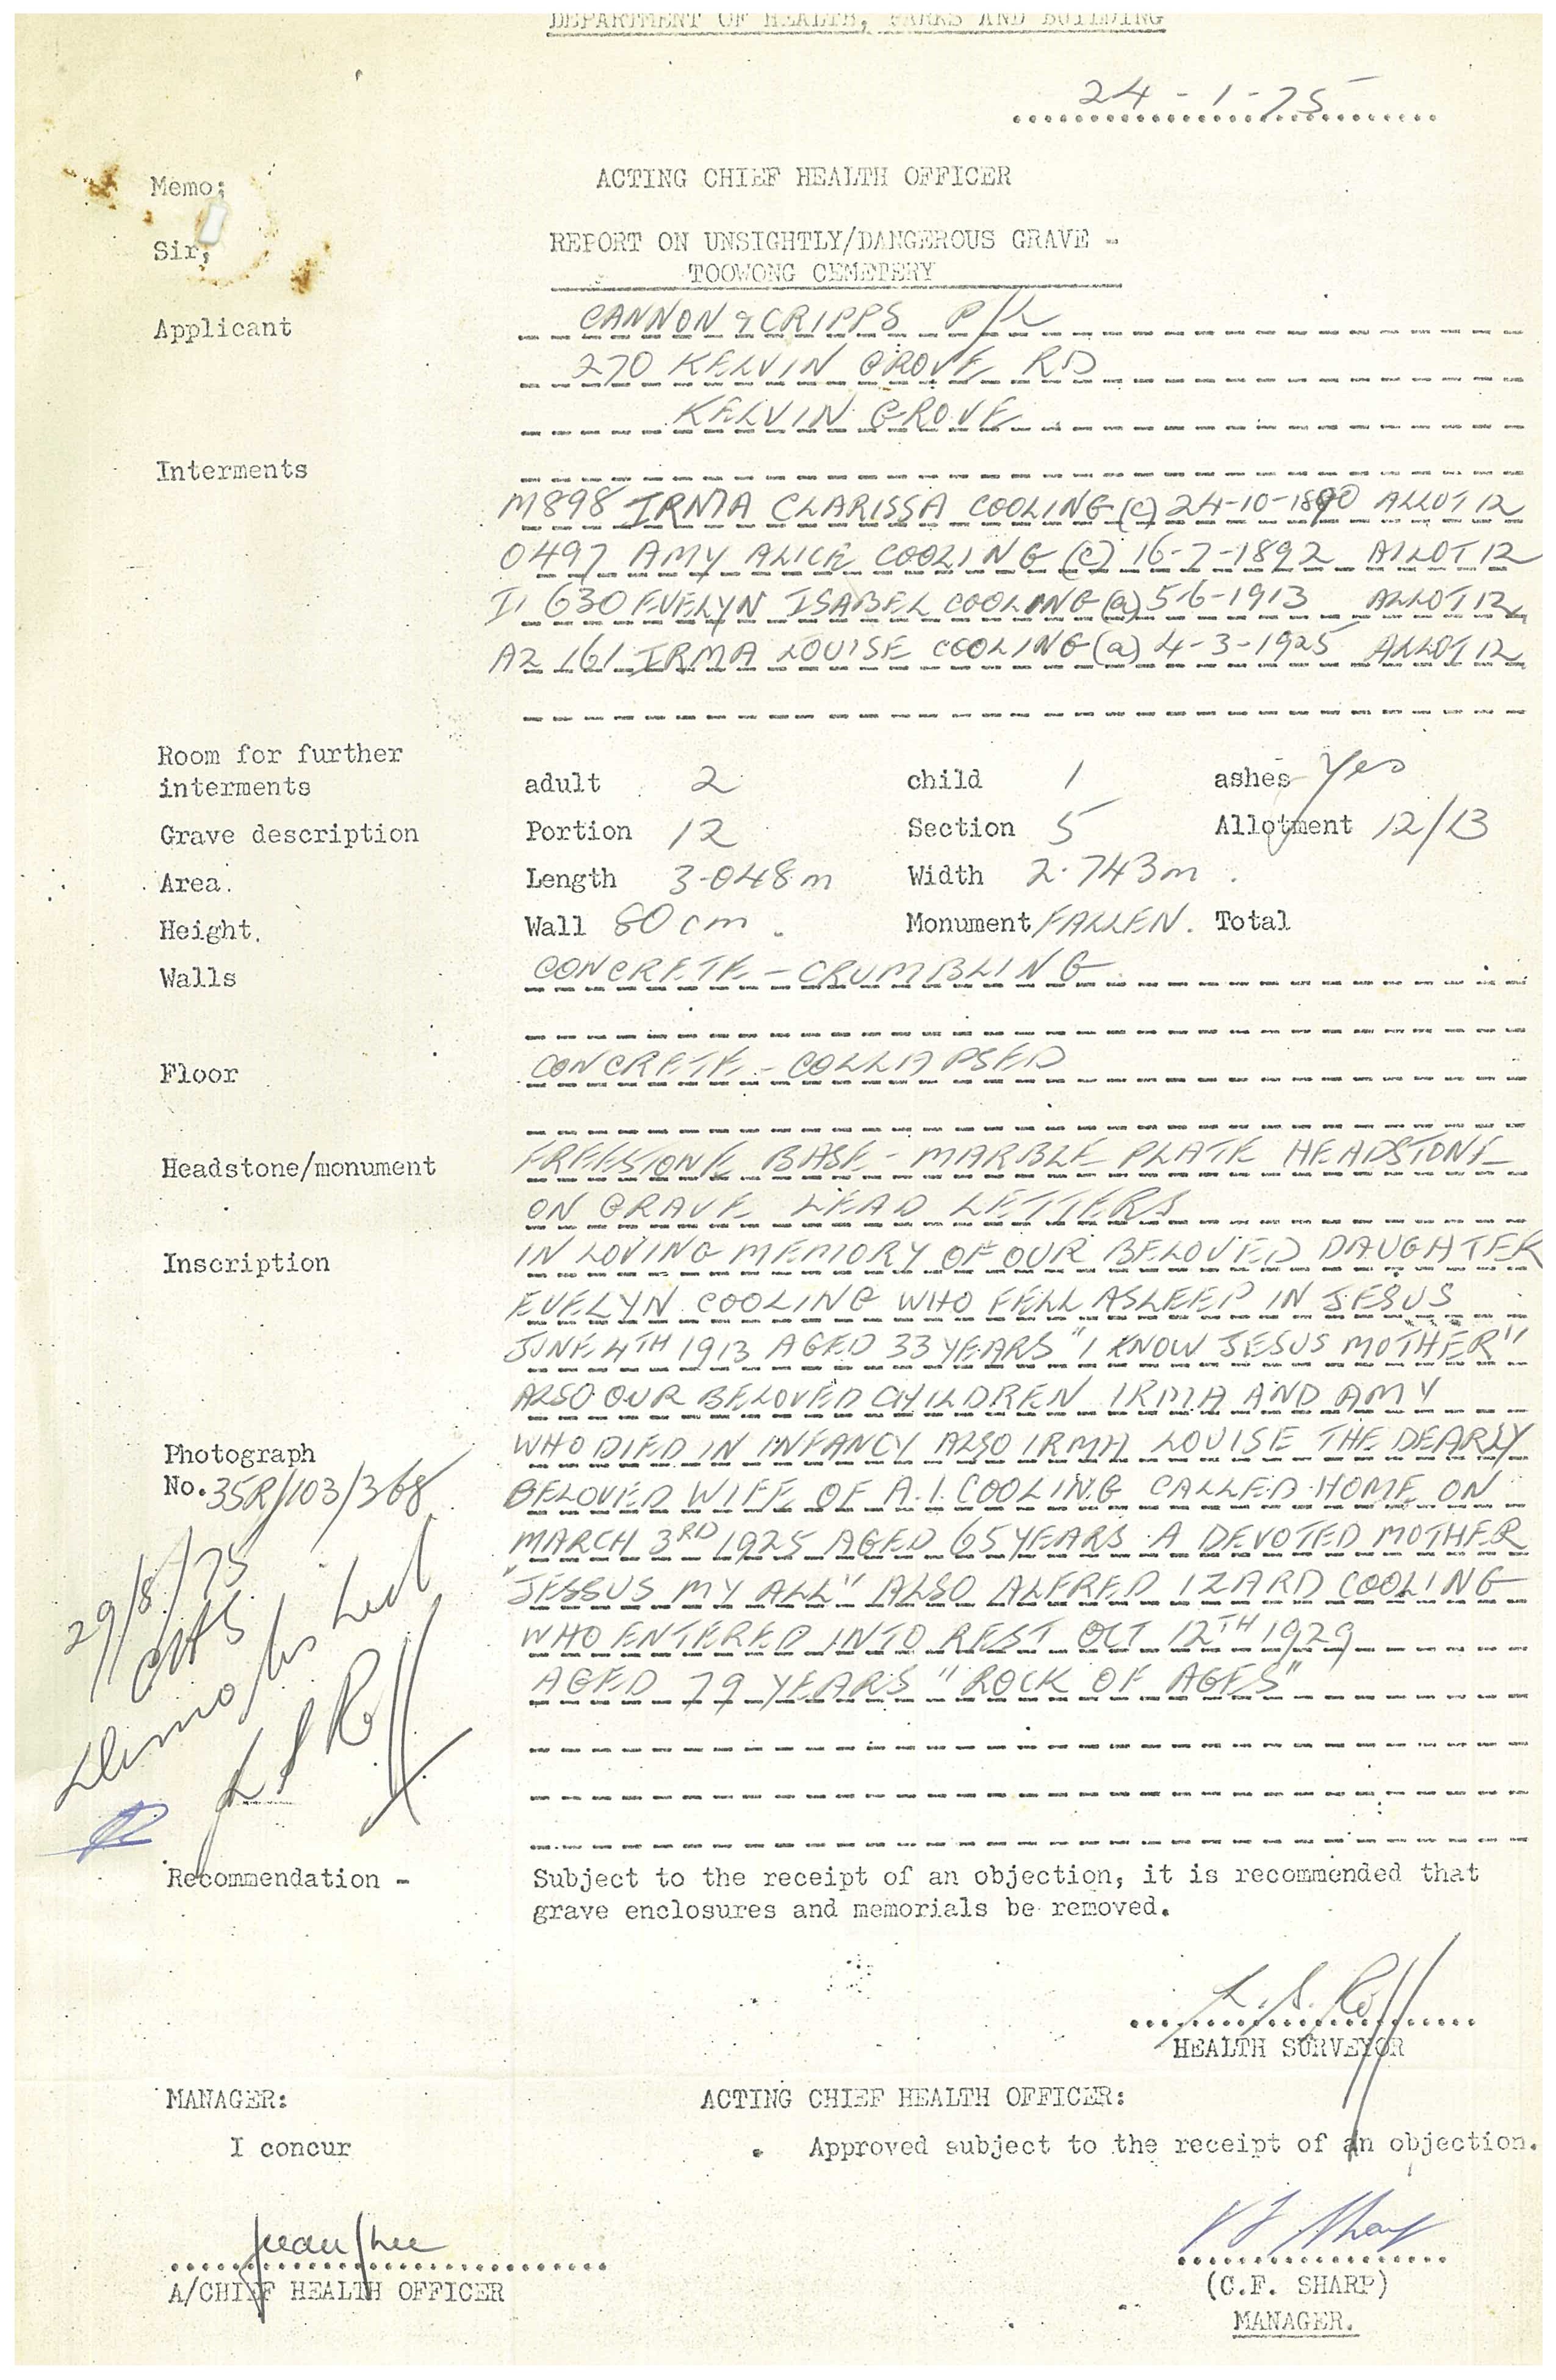 DEPARTMENT OF HEALTH, PARKS AND BUILDING
24-1-75
Memo; ACTING CHIEF HEALTH OFFICER
Sir; REPORT ON UNSIGHTLY/DANGEROUS GRAVE -
TOOWONG CEMETERY
Applicant CANNON & CRIPPS P/L
270 KELVIN GROVE RD
KELVIN GROVE
Interments
M898 IRMA CLARISSA COOLING (c) 24-10-1890 ALLOT 12
0497 AMY ALICE COOLING (c) 16-7-1892 ALLOT 12
I1 630 EVELYN ISABEL COOLING (a) 5-6-1913 ALLOT 12
A2 161 IRMA LOUISE COOLING (a) 4-3-1925 ALLOT 12
Room for further
interments adult 2 child 1 ashes Yes
Grave description Portion 12 Section 5 Allotment 12/13
Area. Length 3.048m Width 2.743m.
Height. Wall 80cm. Monument FALLEN. Total
Walls CONCRETE - CRUMBLING
Floor CONCRETE - COLLAPSED
Headstone/monument FREESTONE BASE - MARBLE PLATE HEADSTONE
ON GRAVE LEAD LETTERS
Inscription IN LOVING MEMORY OF OUR BELOVED DAUGHTER
EVELYN COOLING WHO FELL ASLEEP IN JESUS
JUNE 4TH 1913 AGED 33 YEARS "I KNOW JESUS MOTHER"
ALSO OUR BELOVED CHILDREN IRMA AND AMY
Photograph WHO DIED IN INFANCY ALSO IRMA LOUISE THE DEARLY
No. 35R/103/368 BELOVED WIFE OF A.I. COOLING CALLED HOME ON
MARCH 3RD 1925 AGED 65 YEARS A DEVOTED MOTHER
29/8/75 "JESSUS MY ALL" ALSO ALFRED IZARD COOLING
WHO ENTERED INTO REST OCT 12TH 1929
Demolished AGED 79 YEARS "ROCK OF AGES"
L S Roff
Recommendation - Subject to the receipt of an objection, it is recommended that
grave enclosures and memorials be removed.
L. S. Roff
HEALTH SURVEYOR
MANAGER: ACTING CHIEF HEALTH OFFICER:
I concur Approved subject to the receipt of an objection.
A/CHIEF HEALTH OFFICER (C.F. SHARP)
MANAGER.